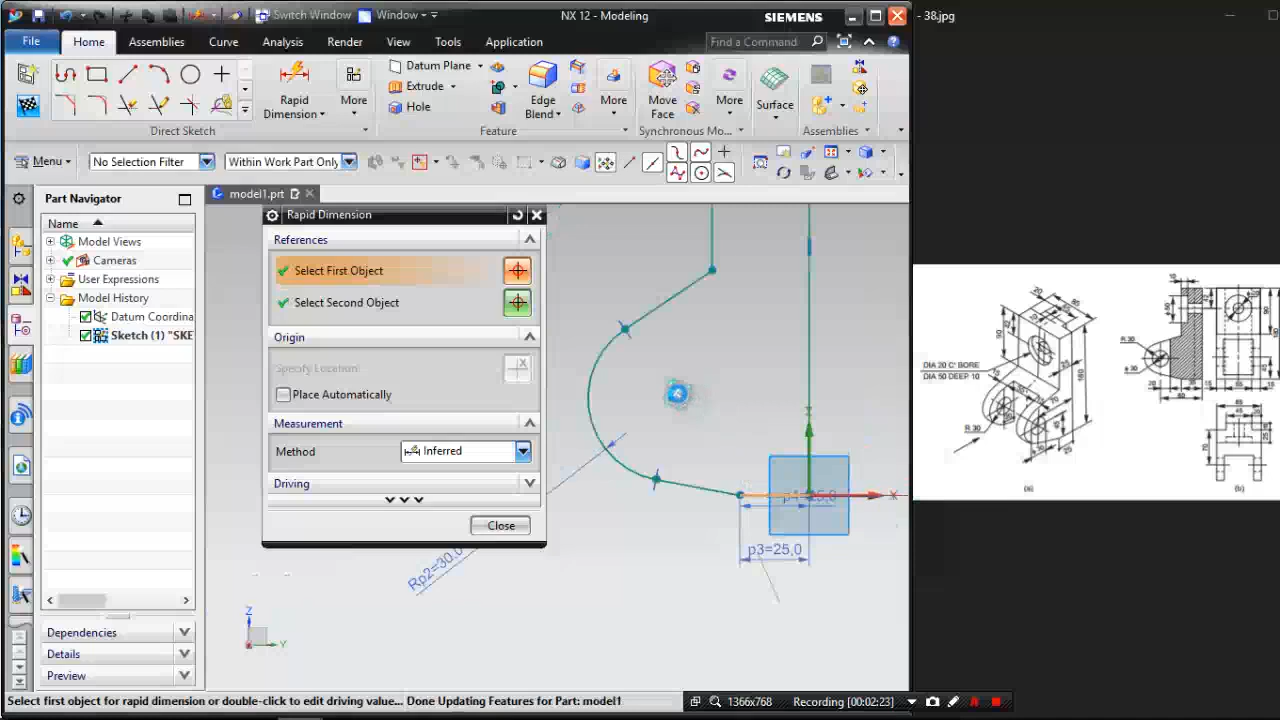 Switch Window
Window
NX 12 - Modeling
SIEMENS
- 38.jpg
File
Home
Assemblies
Curve
Analysis
Render
View
Tools
Application
Find a Command
Rapid
Dimension
More
Datum Plane
Extrude
Hole
Edge
Blend
More
Move
Face
More
Surface
Direct Sketch
Feature
Synchronous Mo...
Assemblies
Menu
No Selection Filter
Within Work Part Only
Part Navigator
model1.prt
Name
Model Views
Cameras
User Expressions
Model History
Datum Coordina
Sketch (1) "SKE
Dependencies
Details
Preview
Rapid Dimension
References
Select First Object
Select Second Object
Origin
Specify Location
Place Automatically
Measurement
Method
Inferred
Driving
Close
Rp2=30,0
p3=25,0
X
Z
Z
Y
DIA 20 C' BORE
DIA 50 DEEP. 10
R 30
R 30
(a)
(b)
Select first object for rapid dimension or double-click to edit driving value...
Done Updating Features for Part: model1
1366x768
Recording [00:02:23]